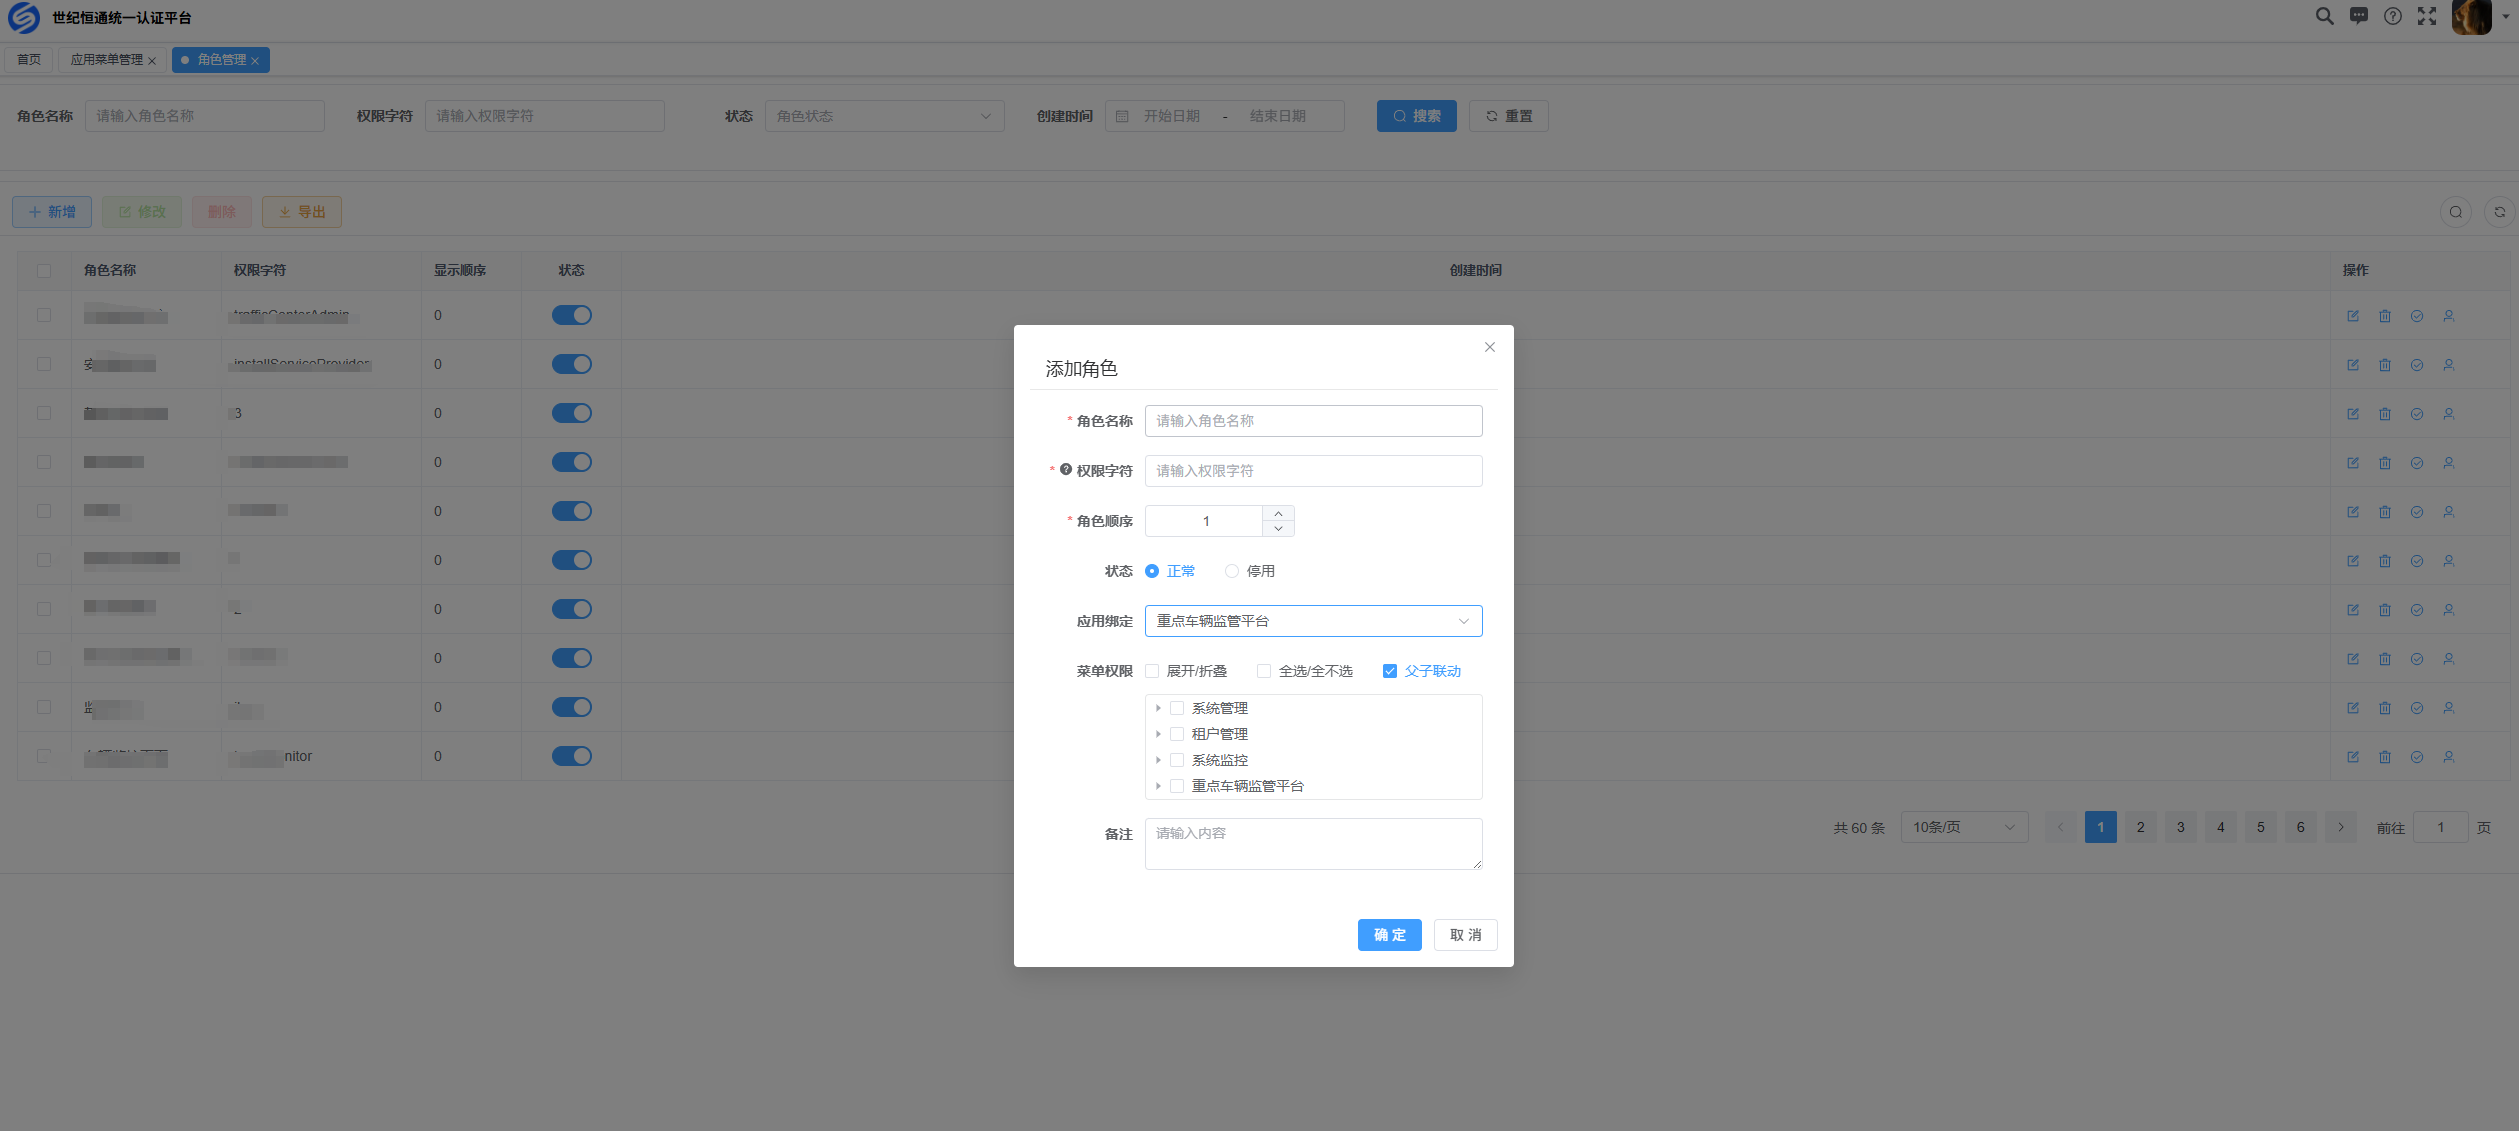 世纪恒通统一认证平台
首页
应用菜单管理
角色管理
角色名称 请输入角色名称 权限字符 请输入权限字符 状态 角色状态 创建时间 开始日期 - 结束日期 搜索 重置
新增 修改 删除 导出
角色名称 权限字符 显示顺序 状态 创建时间 操作
trafficCenterAdmin 0
安 installServiceProvider 0
3 0
0
0
0
0
0
0
nitor 0
共 60 条 10条/页 1 2 3 4 5 6 前往 1 页
添加角色
* 角色名称 请输入角色名称
* 权限字符 请输入权限字符
* 角色顺序 1
状态 正常 停用
应用绑定 重点车辆监管平台
菜单权限 展开/折叠 全选/全不选 父子联动
系统管理
租户管理
系统监控
重点车辆监管平台
备注 请输入内容
确 定 取 消